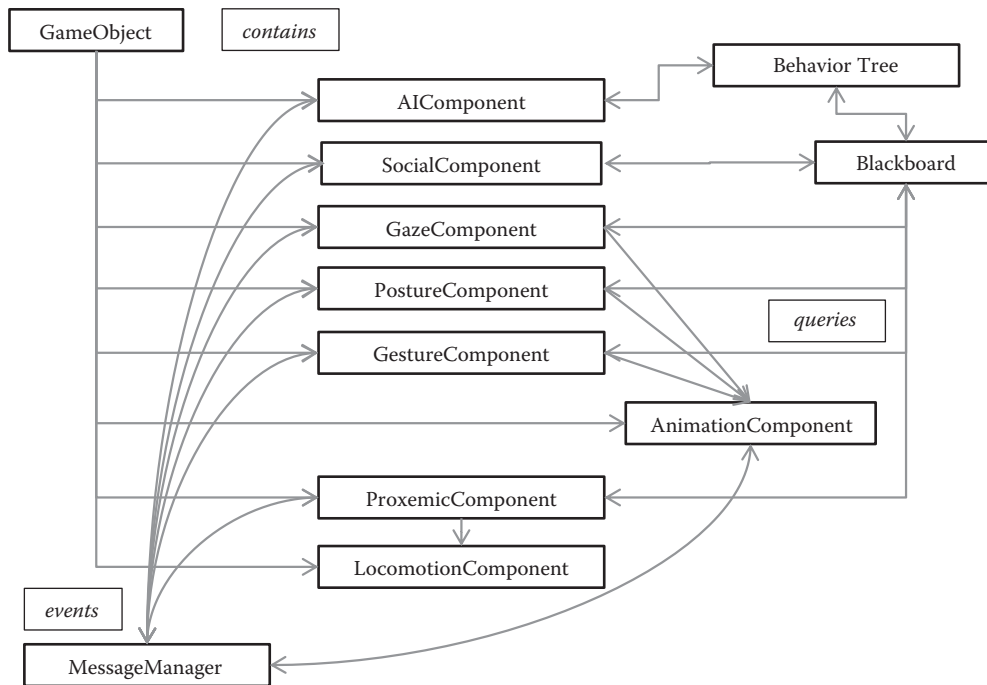 GameObject
contains
Behavior Tree
AIComponent
SocialComponent
Blackboard
GazeComponent
PostureComponent
queries
GestureComponent
AnimationComponent
ProxemicComponent
LocomotionComponent
events
MessageManager